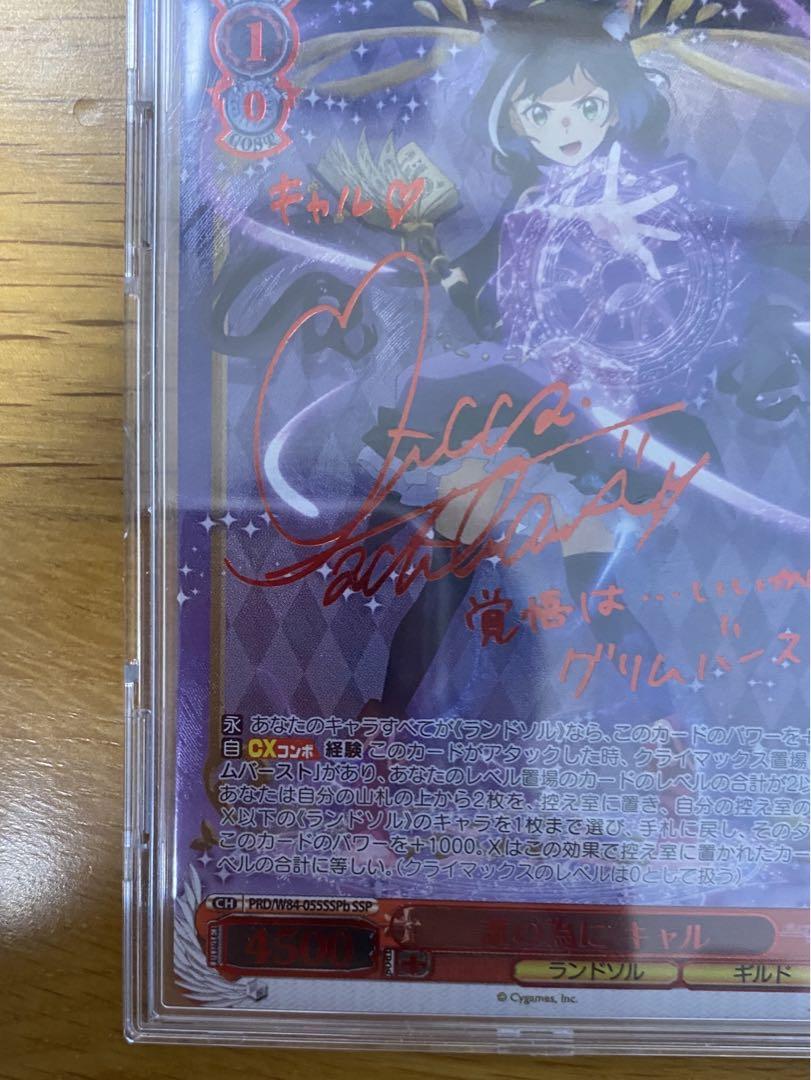 1
0
COST
キャル♡
覚悟は…いいか
グリムバースト
永 あなたのキャラすべてが《ランドソル》なら、このカードのパワーを
自 CXコンボ 経験 このカードがアタックした時、クライマックス置場
ムバースト」があり、あなたのレベル置場のカードのレベルの合計が2
あなたは自分の山札の上から2枚を、控え室に置き、自分の控え室の
X以下の《ランドソル》のキャラを1枚まで選び、手札に戻し、そのタ
このカードのパワーを+1000。Xはこの効果で控え室に置かれたカー
ベルの合計に等しい。(クライマックスのレベルは0として扱う)
CH PRD/W84-055SSPb SSP
4500 の為に キャル
ランドソル ギルド
© Cygames, Inc.